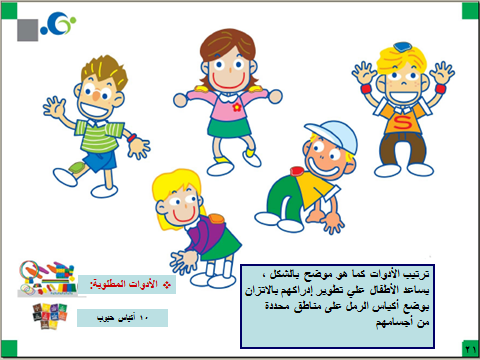 S
ترتيب الأدوات كما هو موضح بالشكل ،
يساعد الأطفال علي تطوير إدراكهم بالاتزان
بوضع أكياس الرمل على مناطق محددة
من أجسامهم
❖ الأدوات المطلوبة:
١٠ أكياس حبوب
٢١